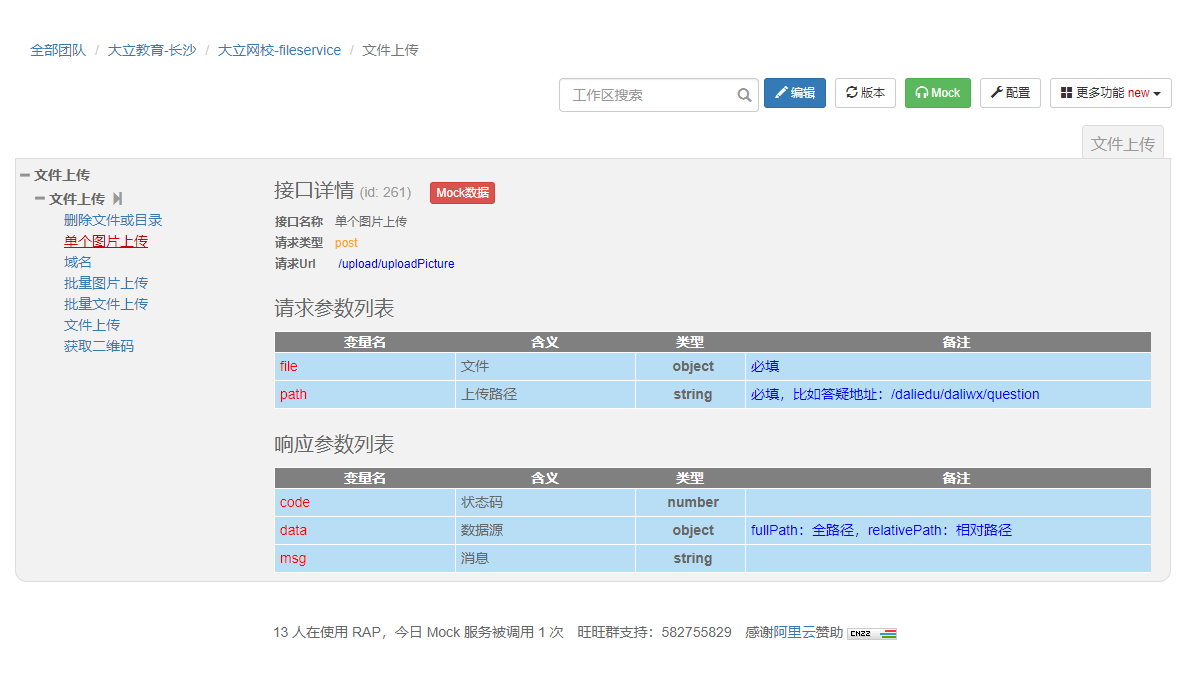 全部团队 / 大立教育-长沙 / 大立网校-fileservice / 文件上传
工作区搜索 编辑 版本 Mock 配置 更多功能 new
文件上传
文件上传
文件上传
删除文件或目录
单个图片上传
域名
批量图片上传
批量文件上传
文件上传
获取二维码
接口详情 (id: 261) Mock数据
接口名称 单个图片上传
请求类型 post
请求Url /upload/uploadPicture
请求参数列表
变量名 含义 类型 备注
file 文件 object 必填
path 上传路径 string 必填，比如答疑地址：/daliedu/daliwx/question
响应参数列表
变量名 含义 类型 备注
code 状态码 number
data 数据源 object fullPath：全路径，relativePath：相对路径
msg 消息 string
13 人在使用 RAP，今日 Mock 服务被调用 1 次 旺旺群支持：582755829 感谢阿里云赞助 CNZZ